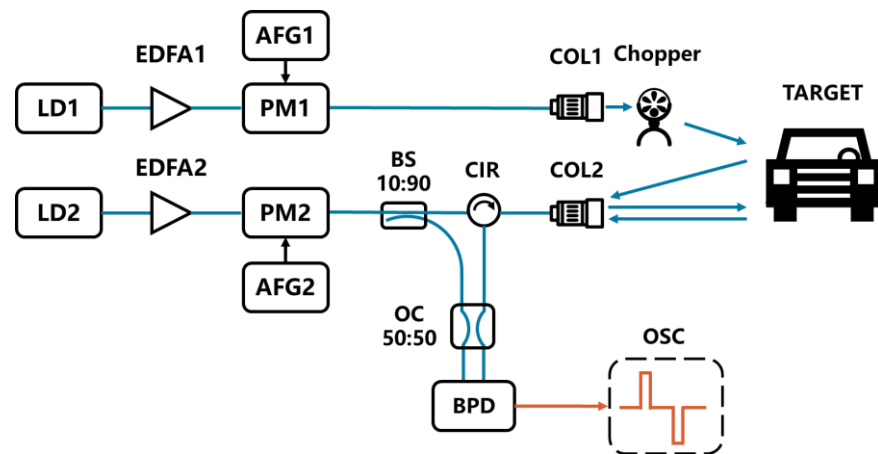 AFG1
EDFA1
COL1 Chopper
LD1
PM1
TARGET
EDFA2
BS
10:90
CIR
COL2
LD2
PM2
AFG2
OC
50:50
OSC
BPD